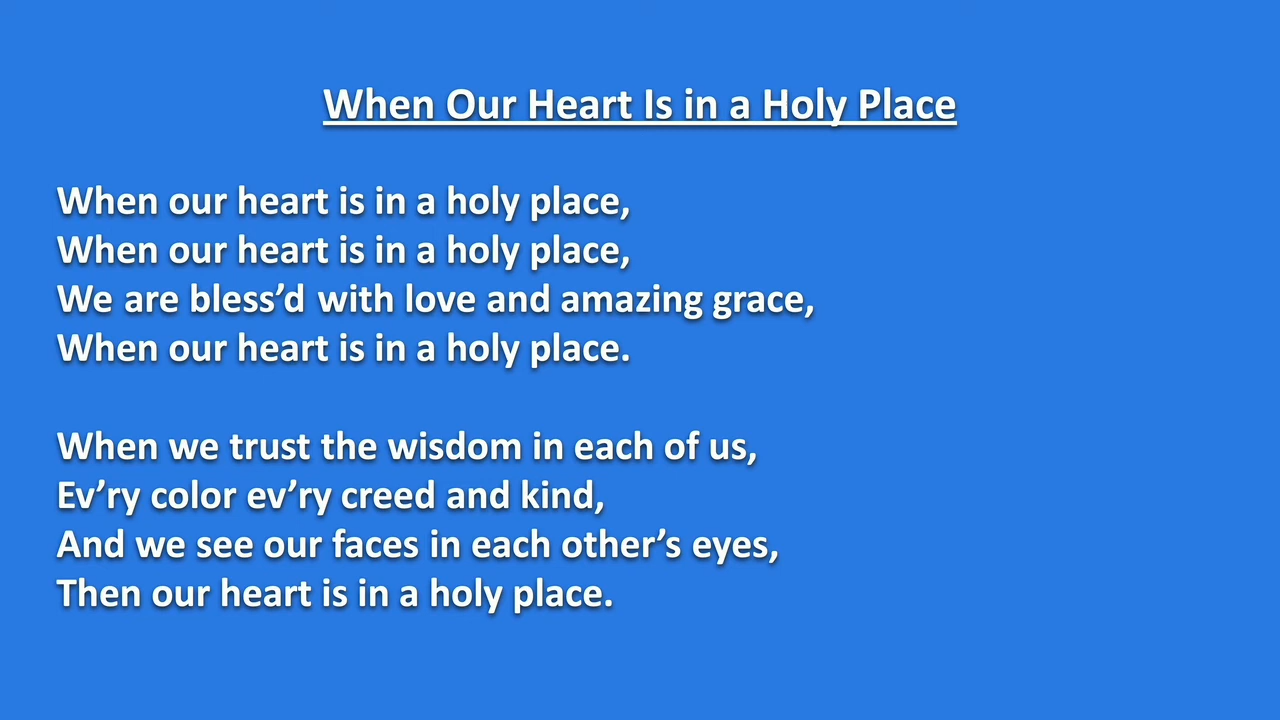 When Our Heart Is in a Holy Place
When our heart is in a holy place,
When our heart is in a holy place,
We are bless’d with love and amazing grace,
When our heart is in a holy place.
When we trust the wisdom in each of us,
Ev’ry color ev’ry creed and kind,
And we see our faces in each other’s eyes,
Then our heart is in a holy place.